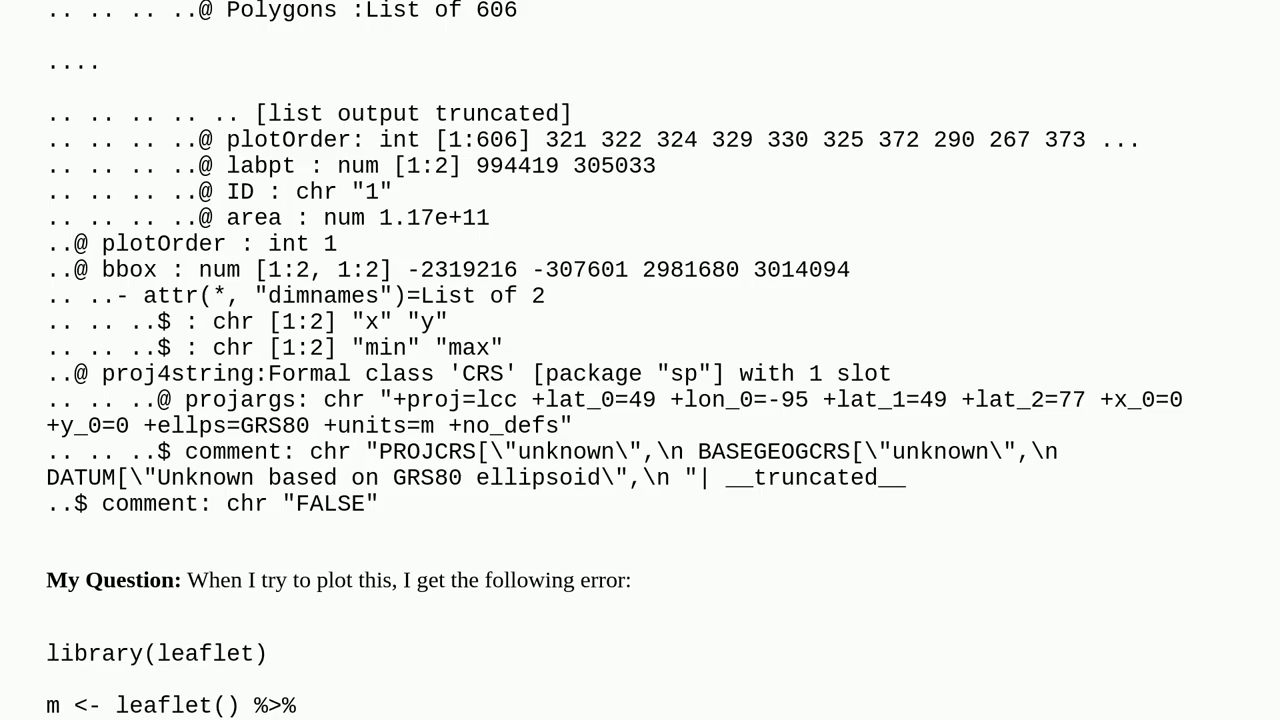 .. .. .. ..@ Polygons :List of 606
....
.. .. .. .. .. [list output truncated]
.. .. .. ..@ plotOrder: int [1:606] 321 322 324 329 330 325 372 290 267 373 ...
.. .. .. ..@ labpt : num [1:2] 994419 305033
.. .. .. ..@ ID : chr "1"
.. .. .. ..@ area : num 1.17e+11
..@ plotOrder : int 1
..@ bbox : num [1:2, 1:2] -2319216 -307601 2981680 3014094
.. ..- attr(*, "dimnames")=List of 2
.. .. ..$ : chr [1:2] "x" "y"
.. .. ..$ : chr [1:2] "min" "max"
..@ proj4string:Formal class 'CRS' [package "sp"] with 1 slot
.. .. ..@ projargs: chr "+proj=lcc +lat_0=49 +lon_0=-95 +lat_1=49 +lat_2=77 +x_0=0
+y_0=0 +ellps=GRS80 +units=m +no_defs"
.. .. ..$ comment: chr "PROJCRS[\"unknown\",\n BASEGEOGCRS[\"unknown\",\n
DATUM[\"Unknown based on GRS80 ellipsoid\",\n "| __truncated__
..$ comment: chr "FALSE"
My Question: When I try to plot this, I get the following error:
library(leaflet)
m <- leaflet() %>%